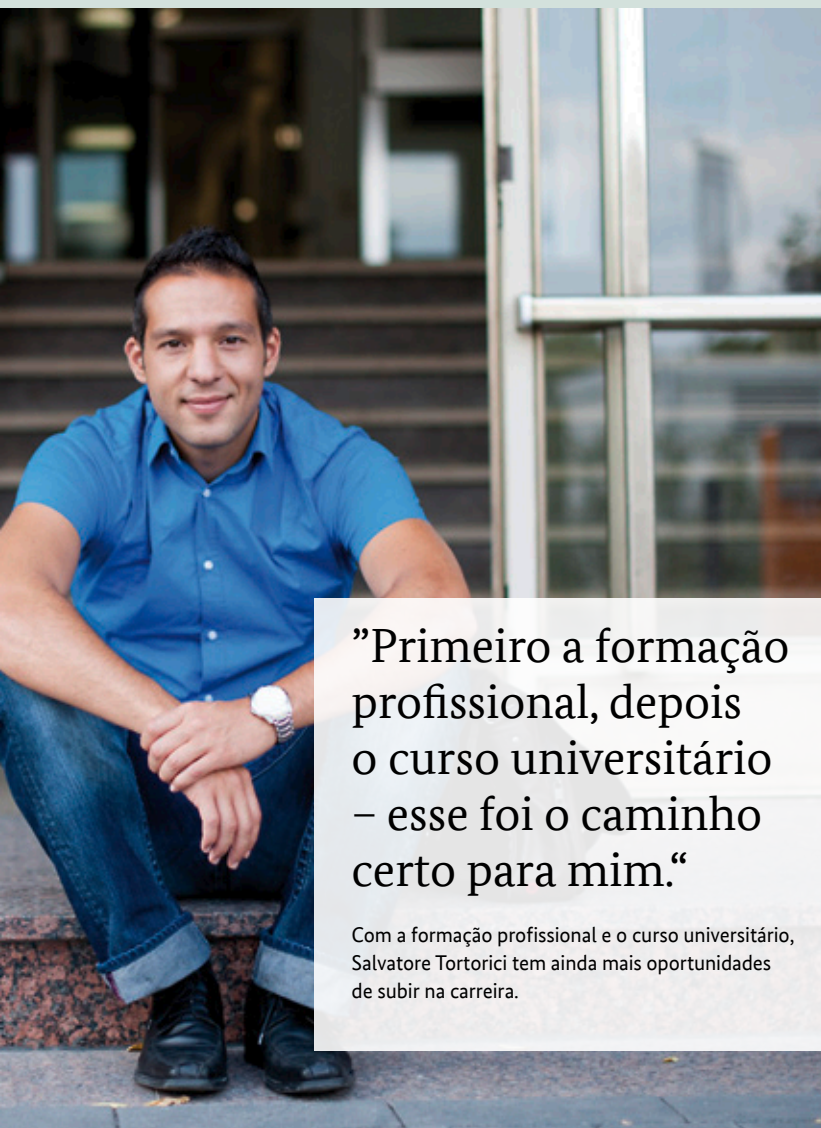 ”Primeiro a formação
profissional, depois
o curso universitário
– esse foi o caminho
certo para mim.“
Com a formação profissional e o curso universitário,
Salvatore Tortorici tem ainda mais oportunidades
de subir na carreira.